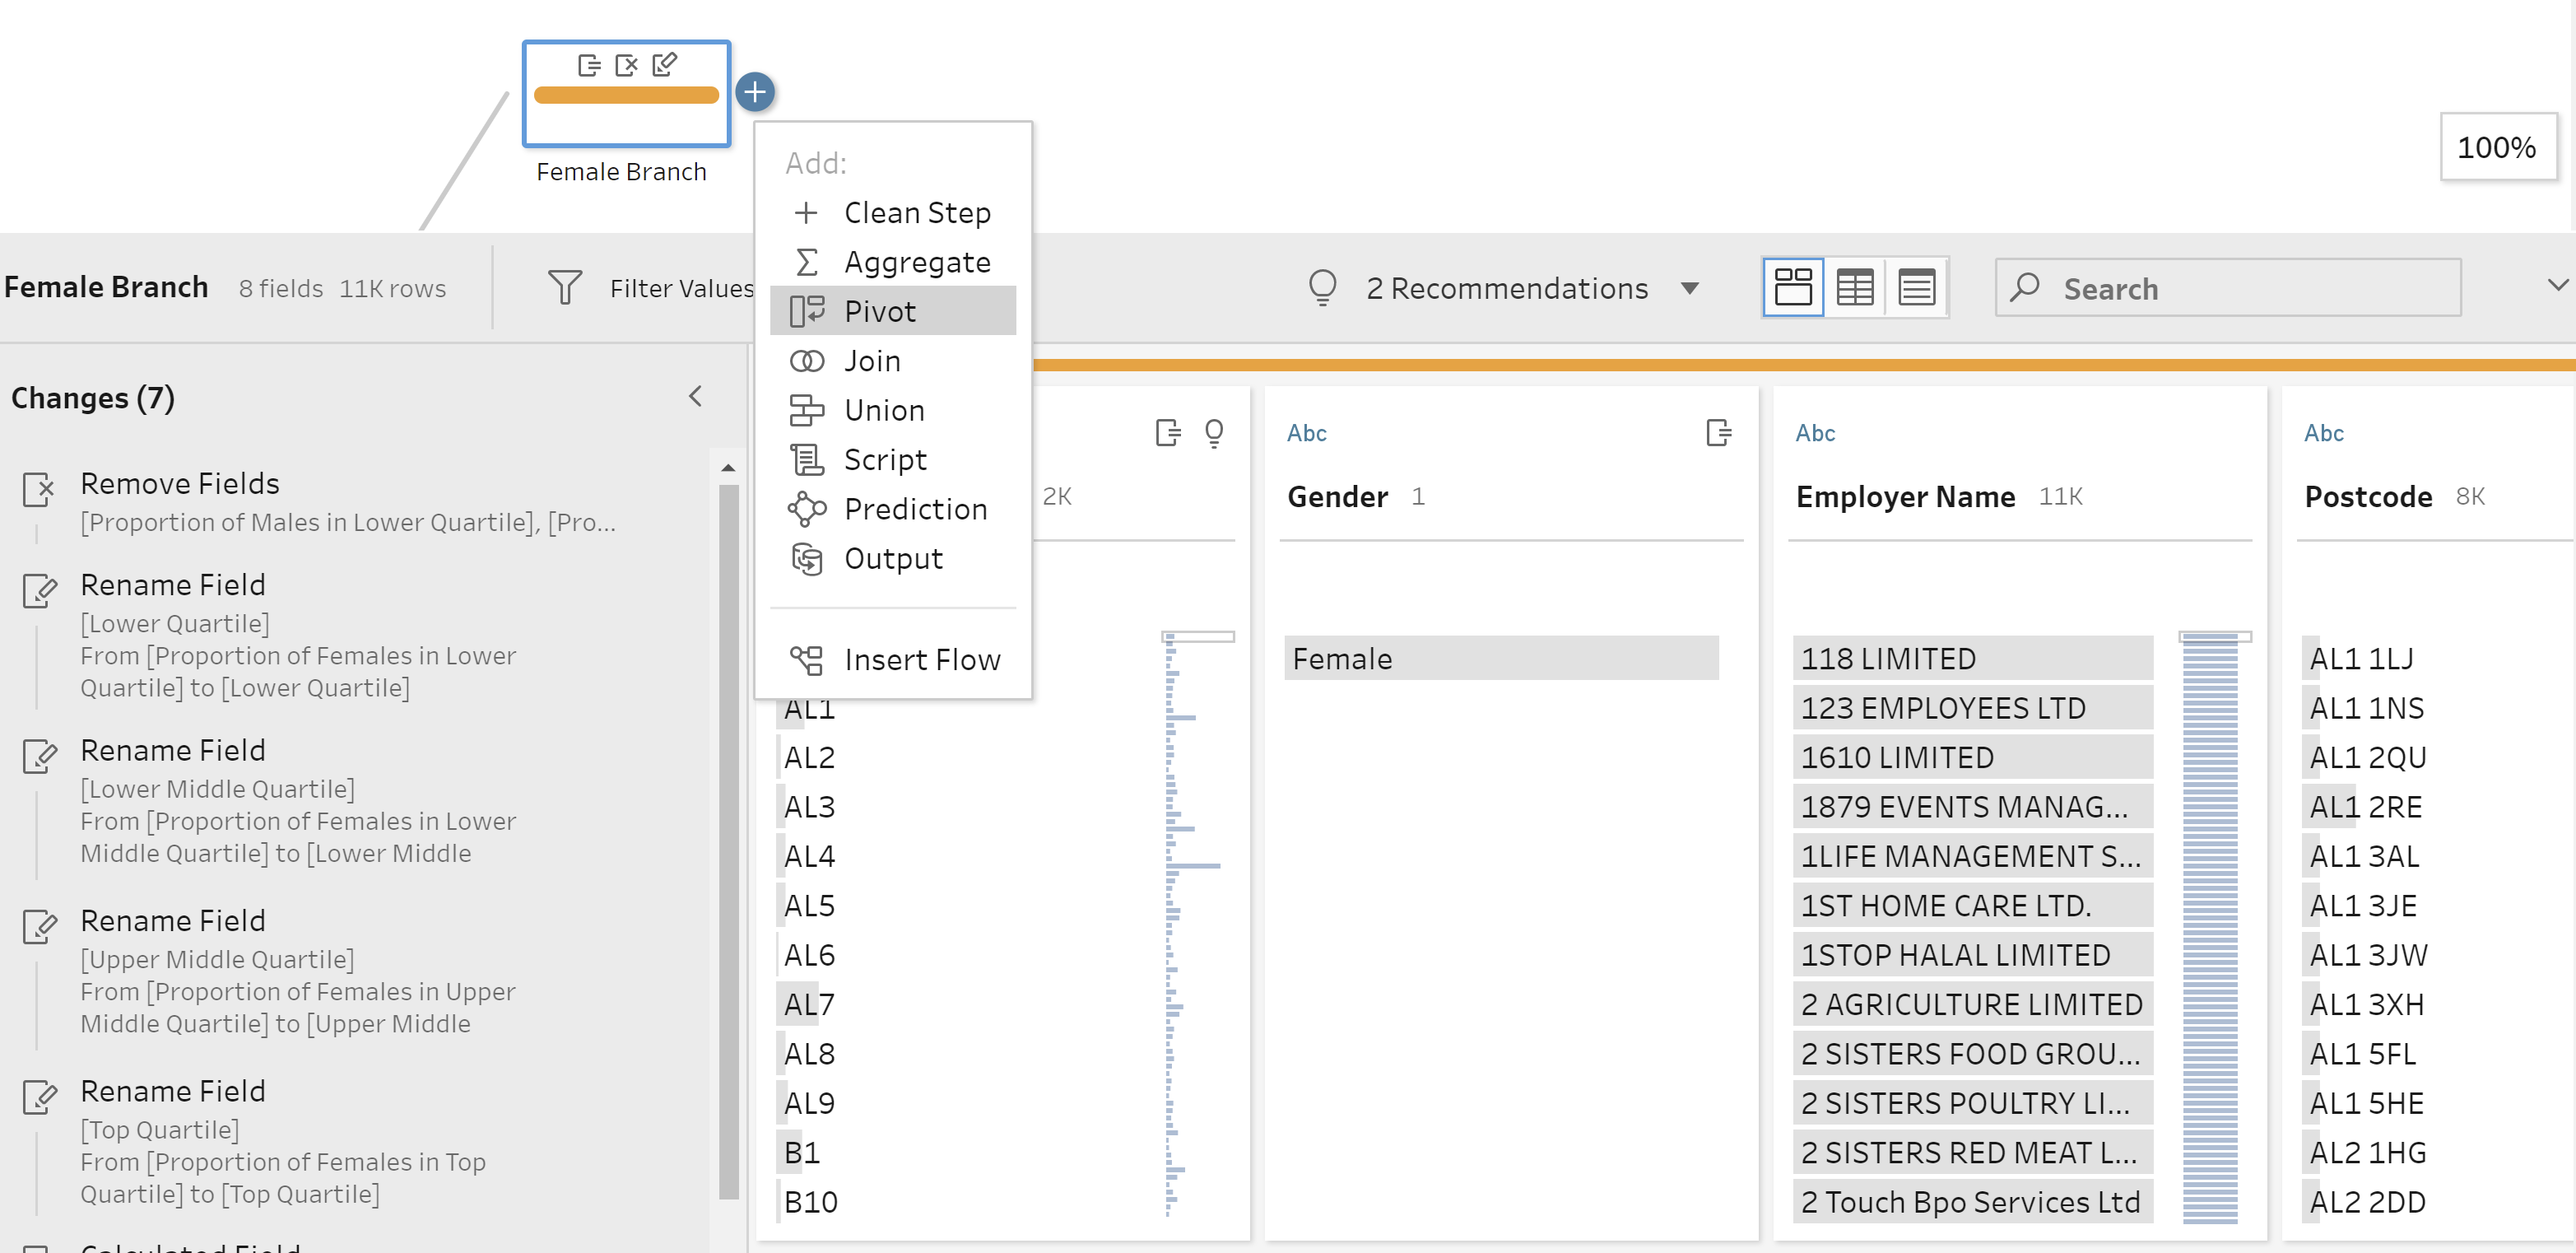 Female Branch
100%
Add:
Clean Step
Aggregate
Pivot
Join
Union
Script
Prediction
Output
Insert Flow
Female Branch 8 fields 11K rows
Filter Values
2 Recommendations
Search
Changes (7)
Remove Fields
[Proportion of Males in Lower Quartile], [Pro...
Rename Field
[Lower Quartile]
From [Proportion of Females in Lower
Quartile] to [Lower Quartile]
Rename Field
[Lower Middle Quartile]
From [Proportion of Females in Lower
Middle Quartile] to [Lower Middle
Rename Field
[Upper Middle Quartile]
From [Proportion of Females in Upper
Middle Quartile] to [Upper Middle
Rename Field
[Top Quartile]
From [Proportion of Females in Top
Quartile] to [Top Quartile]
Calculated Field
2K
AL1
AL2
AL3
AL4
AL5
AL6
AL7
AL8
AL9
B1
B10
Abc
Gender 1
Female
Abc
Employer Name 11K
118 LIMITED
123 EMPLOYEES LTD
1610 LIMITED
1879 EVENTS MANAG...
1LIFE MANAGEMENT S...
1ST HOME CARE LTD.
1STOP HALAL LIMITED
2 AGRICULTURE LIMITED
2 SISTERS FOOD GROU...
2 SISTERS POULTRY LI...
2 SISTERS RED MEAT L...
2 Touch Bpo Services Ltd
Abc
Postcode 8K
AL1 1LJ
AL1 1NS
AL1 2QU
AL1 2RE
AL1 3AL
AL1 3JE
AL1 3JW
AL1 3XH
AL1 5FL
AL1 5HE
AL2 1HG
AL2 2DD